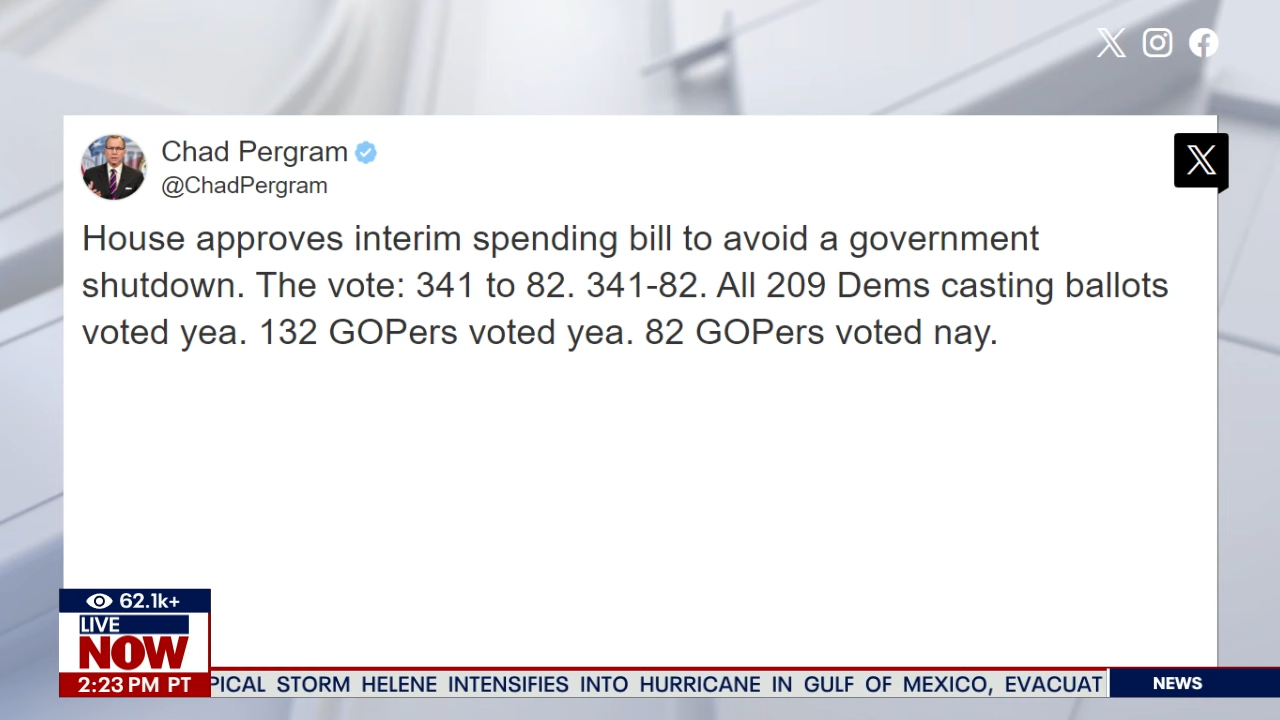 Chad Pergram
@ChadPergram
House approves interim spending bill to avoid a government
shutdown. The vote: 341 to 82. 341-82. All 209 Dems casting ballots
voted yea. 132 GOPers voted yea. 82 GOPers voted nay.
62.1k+
LIVE
NOW
2:23 PM PT
PICAL STORM HELENE INTENSIFIES INTO HURRICANE IN GULF OF MEXICO, EVACUAT
NEWS